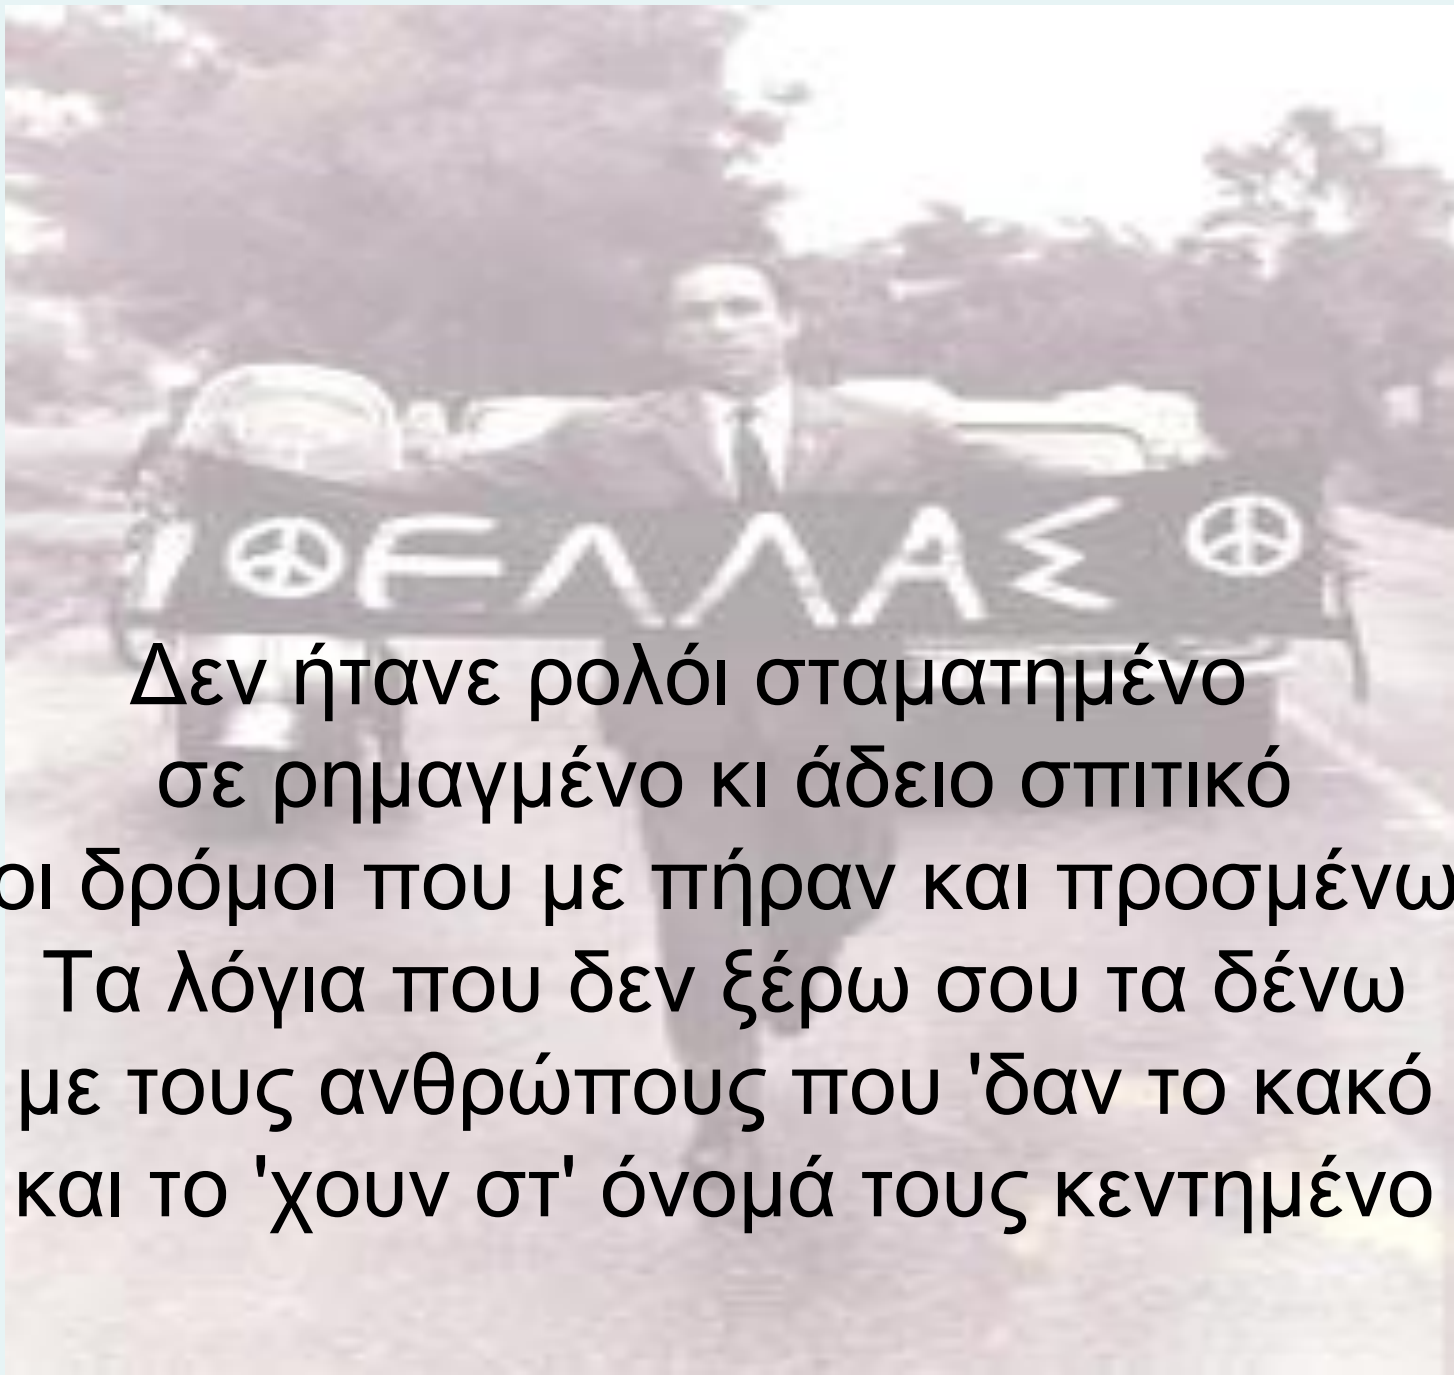 ΕΛΛΑΣ
Δεν ήτανε ρολόι σταματημένο
σε ρημαγμένο κι άδειο σπιτικό
οι δρόμοι που με πήραν και προσμένω
Τα λόγια που δεν ξέρω σου τα δένω
με τους ανθρώπους που 'δαν το κακό
και το 'χουν στ' όνομά τους κεντημένο